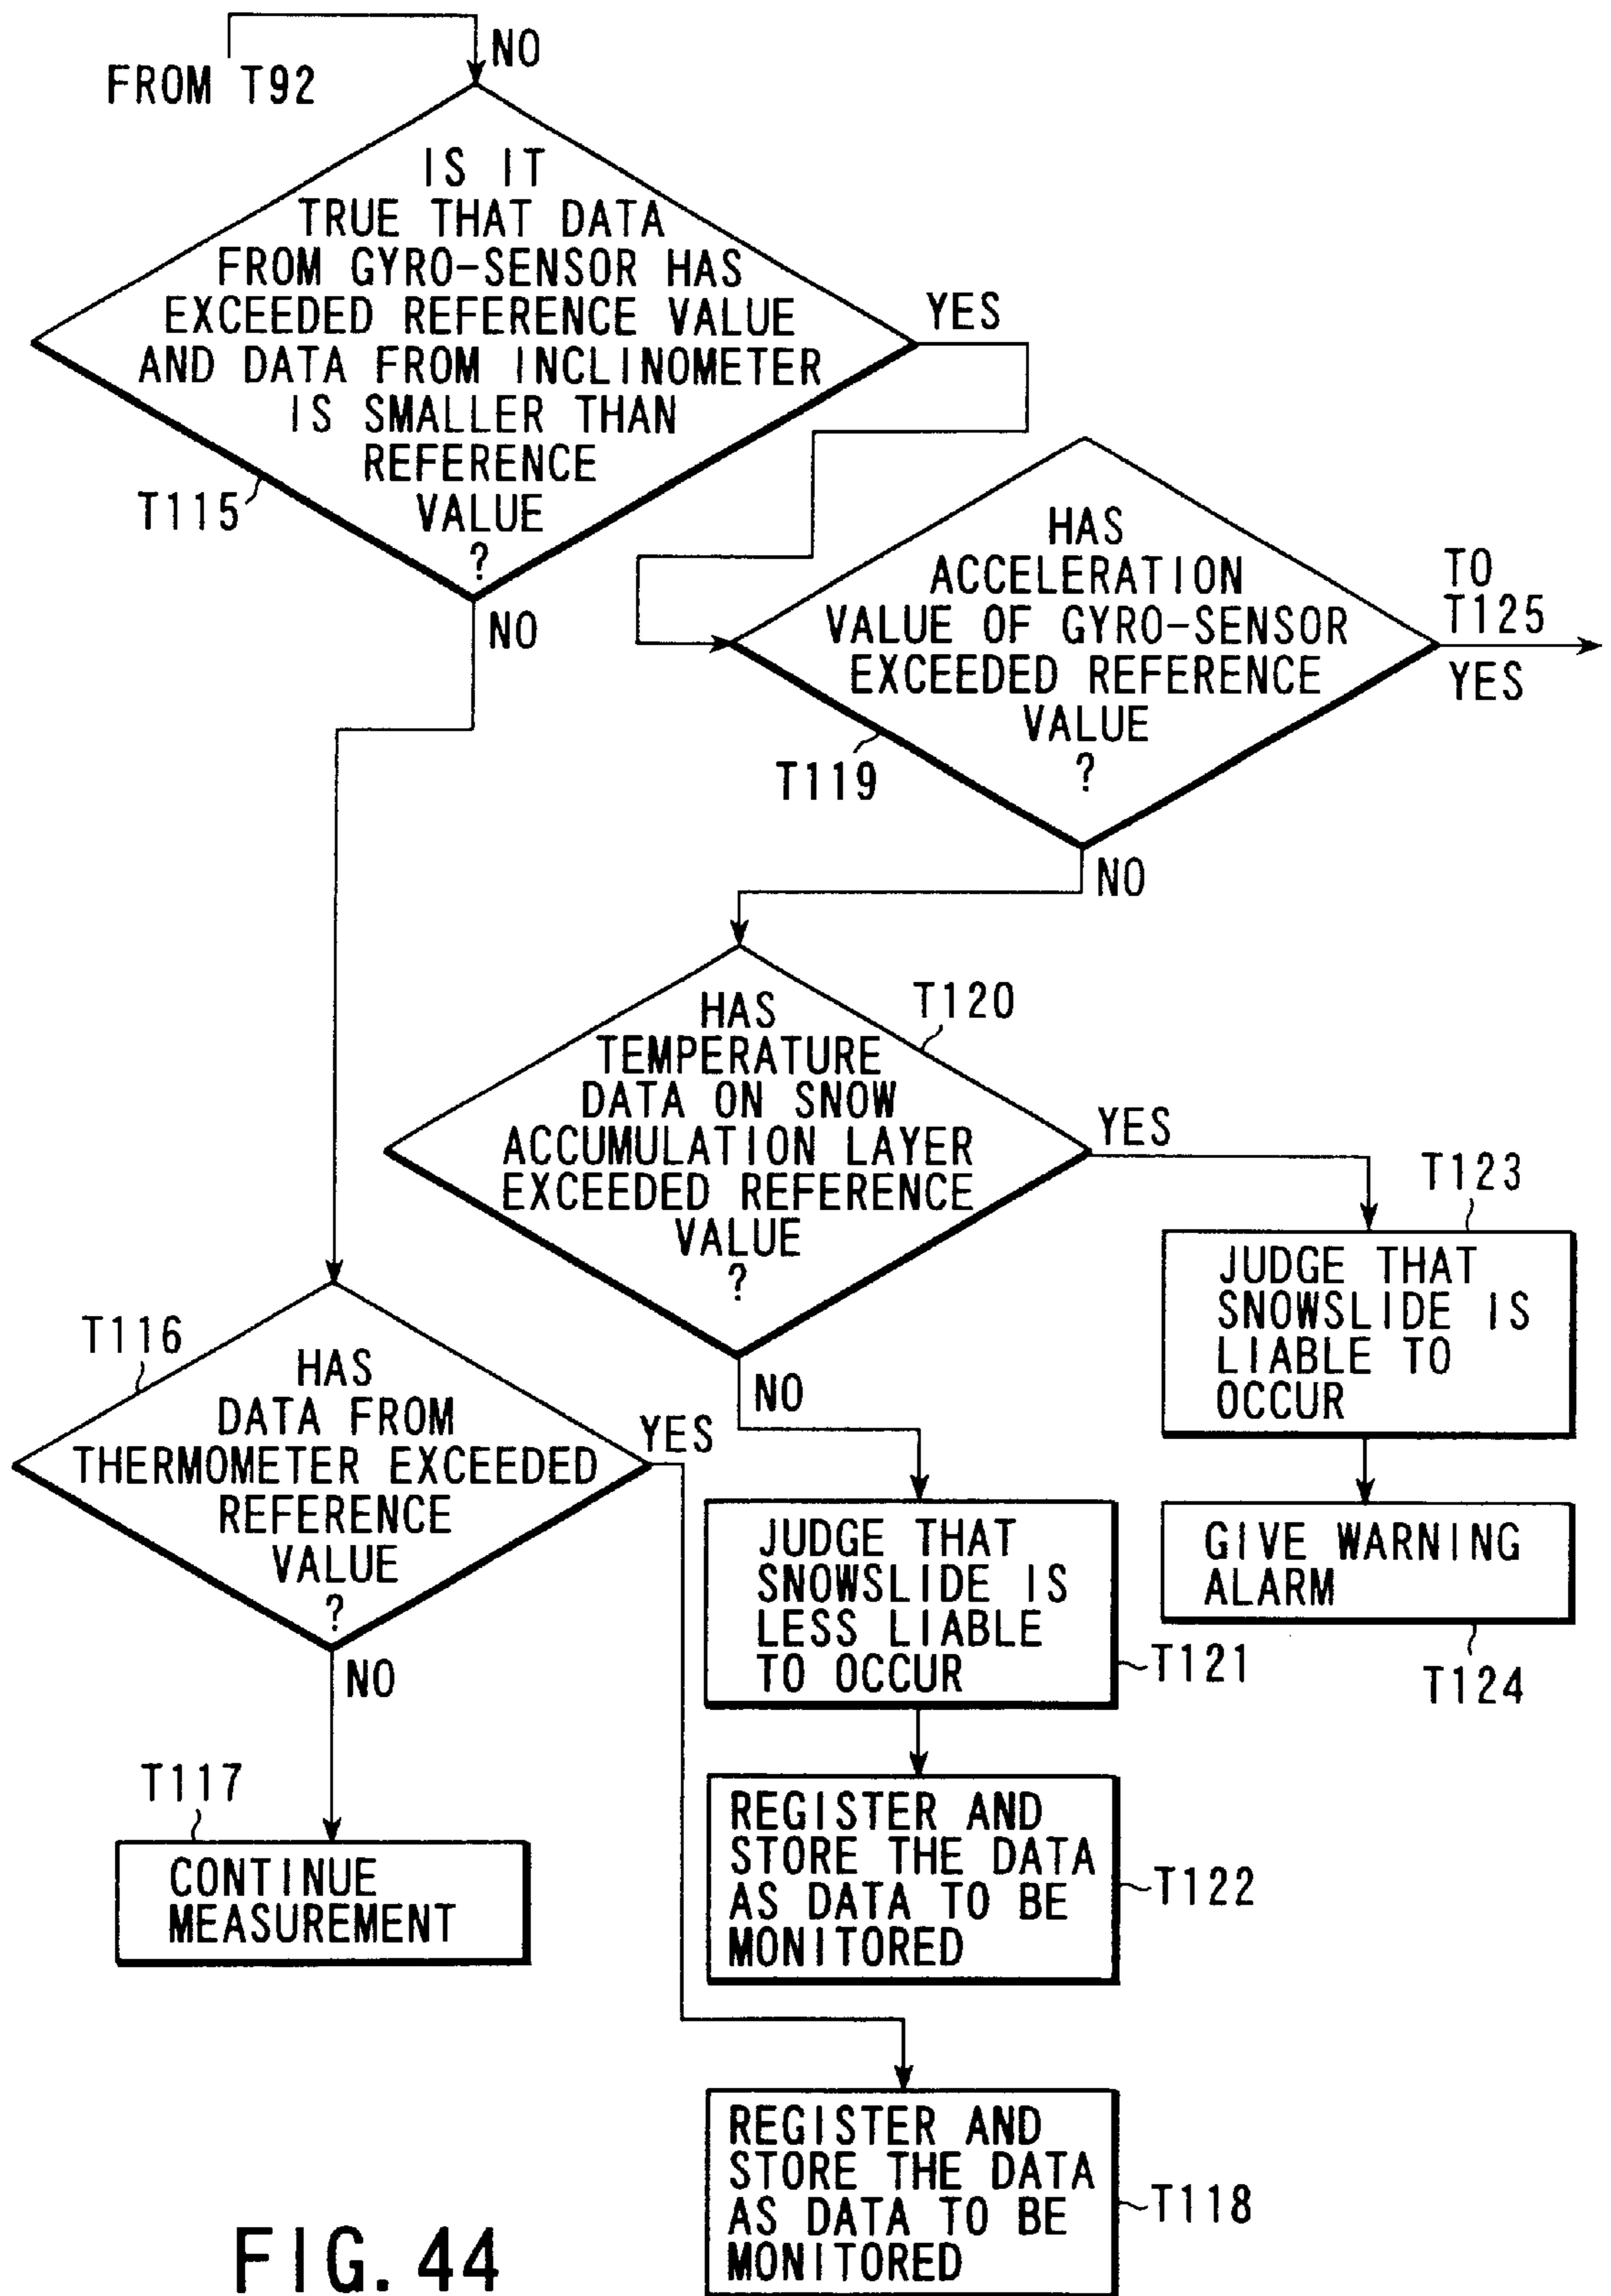 NO
FROM T92
IS IT
TRUE THAT DATA
FROM GYRO-SENSOR HAS
EXCEEDED REFERENCE VALUE
AND DATA FROM INCLINOMETER
IS SMALLER THAN
REFERENCE
VALUE
?
T115
YES
NO
HAS
ACCELERATION
VALUE OF GYRO-SENSOR
EXCEEDED REFERENCE
VALUE
?
T119
TO
T125
YES
NO
HAS
TEMPERATURE
DATA ON SNOW
ACCUMULATION LAYER
EXCEEDED REFERENCE
VALUE
?
T120
YES
NO
T123
JUDGE THAT
SNOWSLIDE IS
LIABLE TO
OCCUR
GIVE WARNING
ALARM
T124
T116
HAS
DATA FROM
THERMOMETER EXCEEDED
REFERENCE
VALUE
?
YES
NO
JUDGE THAT
SNOWSLIDE IS
LESS LIABLE
TO OCCUR
T121
T117
CONTINUE
MEASUREMENT
REGISTER AND
STORE THE DATA
AS DATA TO BE
MONITORED
T122
REGISTER AND
STORE THE DATA
AS DATA TO BE
MONITORED
T118
FIG. 44